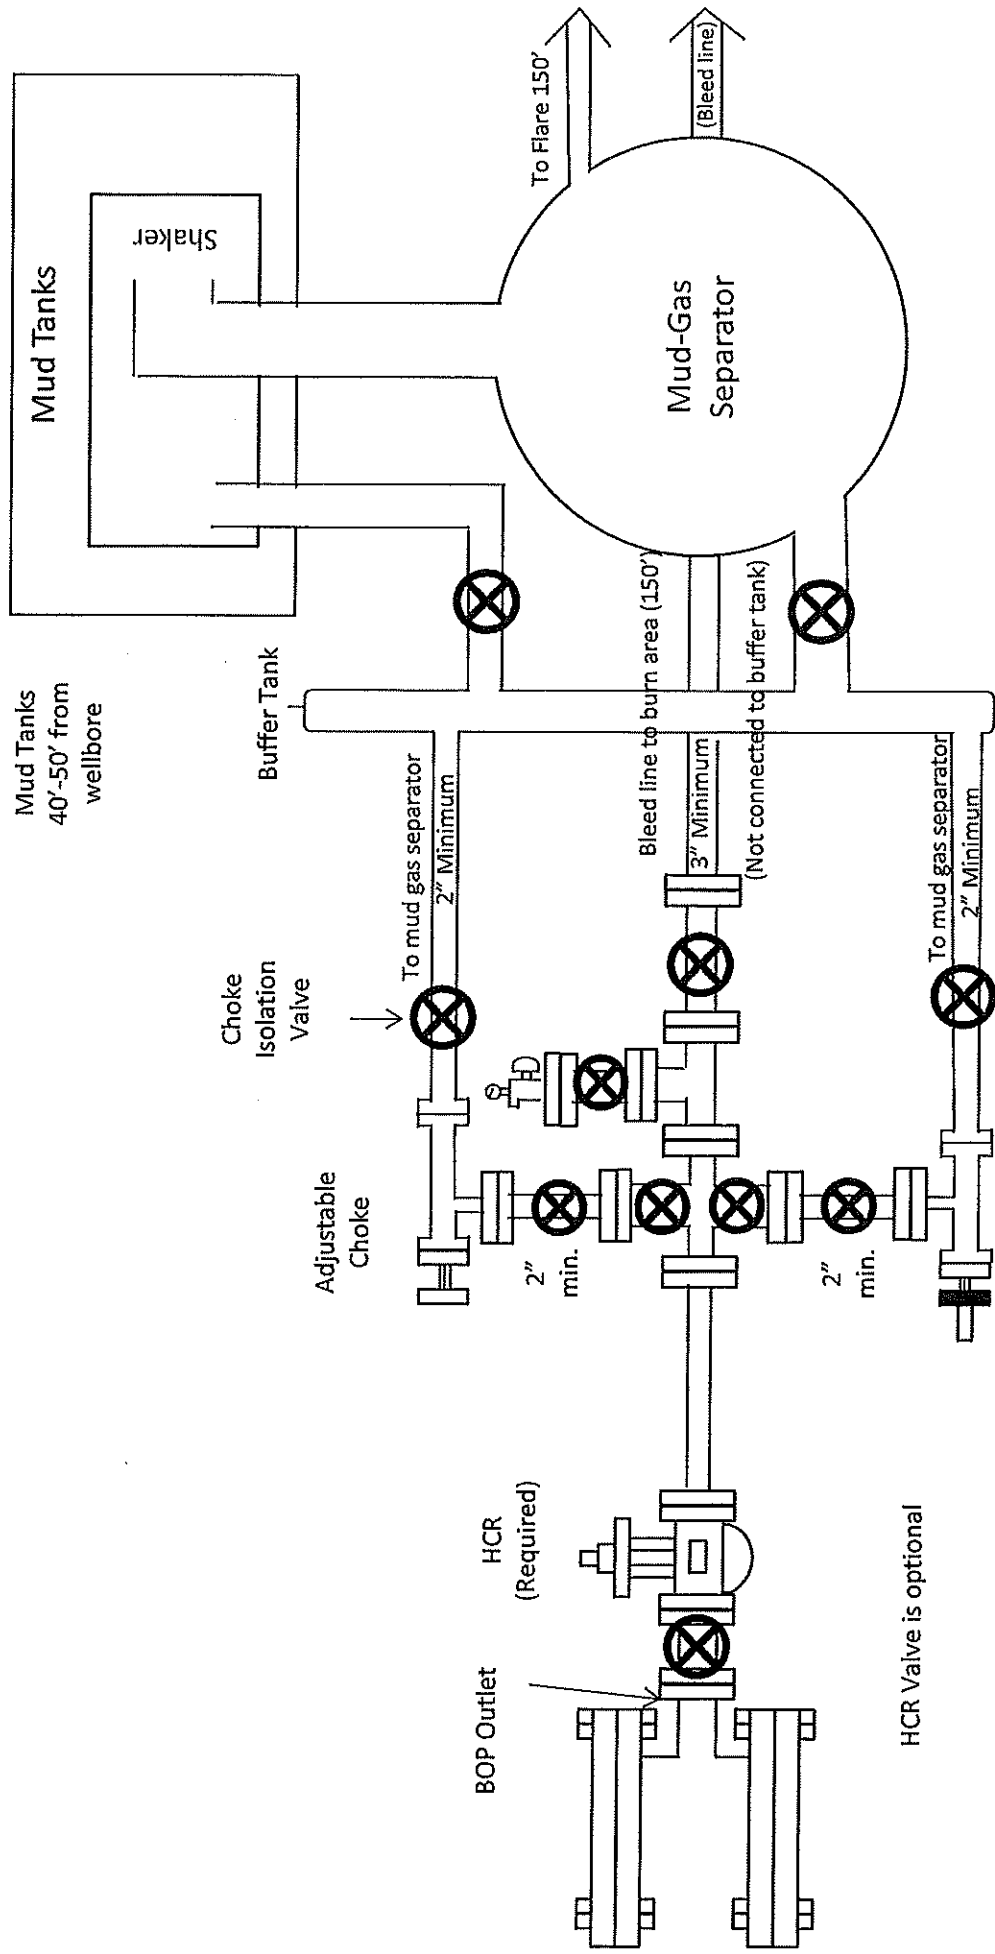 Mud Tanks
40'-50' from
wellbore
Mud Tanks
Shaker
Buffer Tank
To Flare 150'
(Bleed line)
Mud-Gas
Separator
Choke
Isolation
Valve
To mud gas separator
2" Minimum
Bleed line to burn area (150')
3" Minimum
(Not connected to buffer tank)
To mud gas separator
2" Minimum
Adjustable
Choke
2"
min.
2"
min.
HCR
(Required)
BOP Outlet
HCR Valve is optional